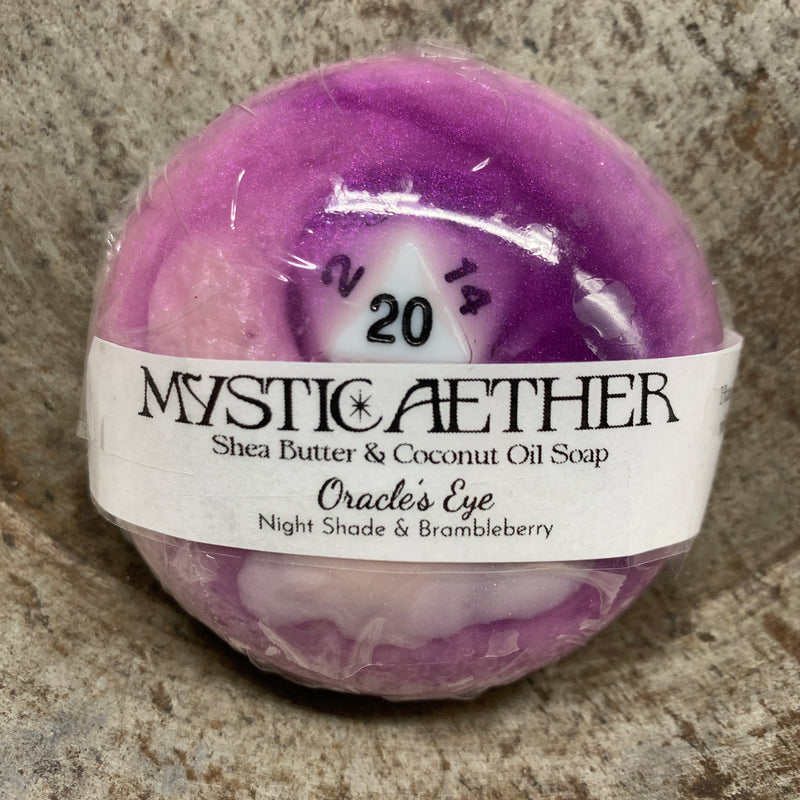 2 14
20
MYSTIC AETHER
Shea Butter & Coconut Oil Soap
Oracle's Eye
Night Shade & Brambleberry